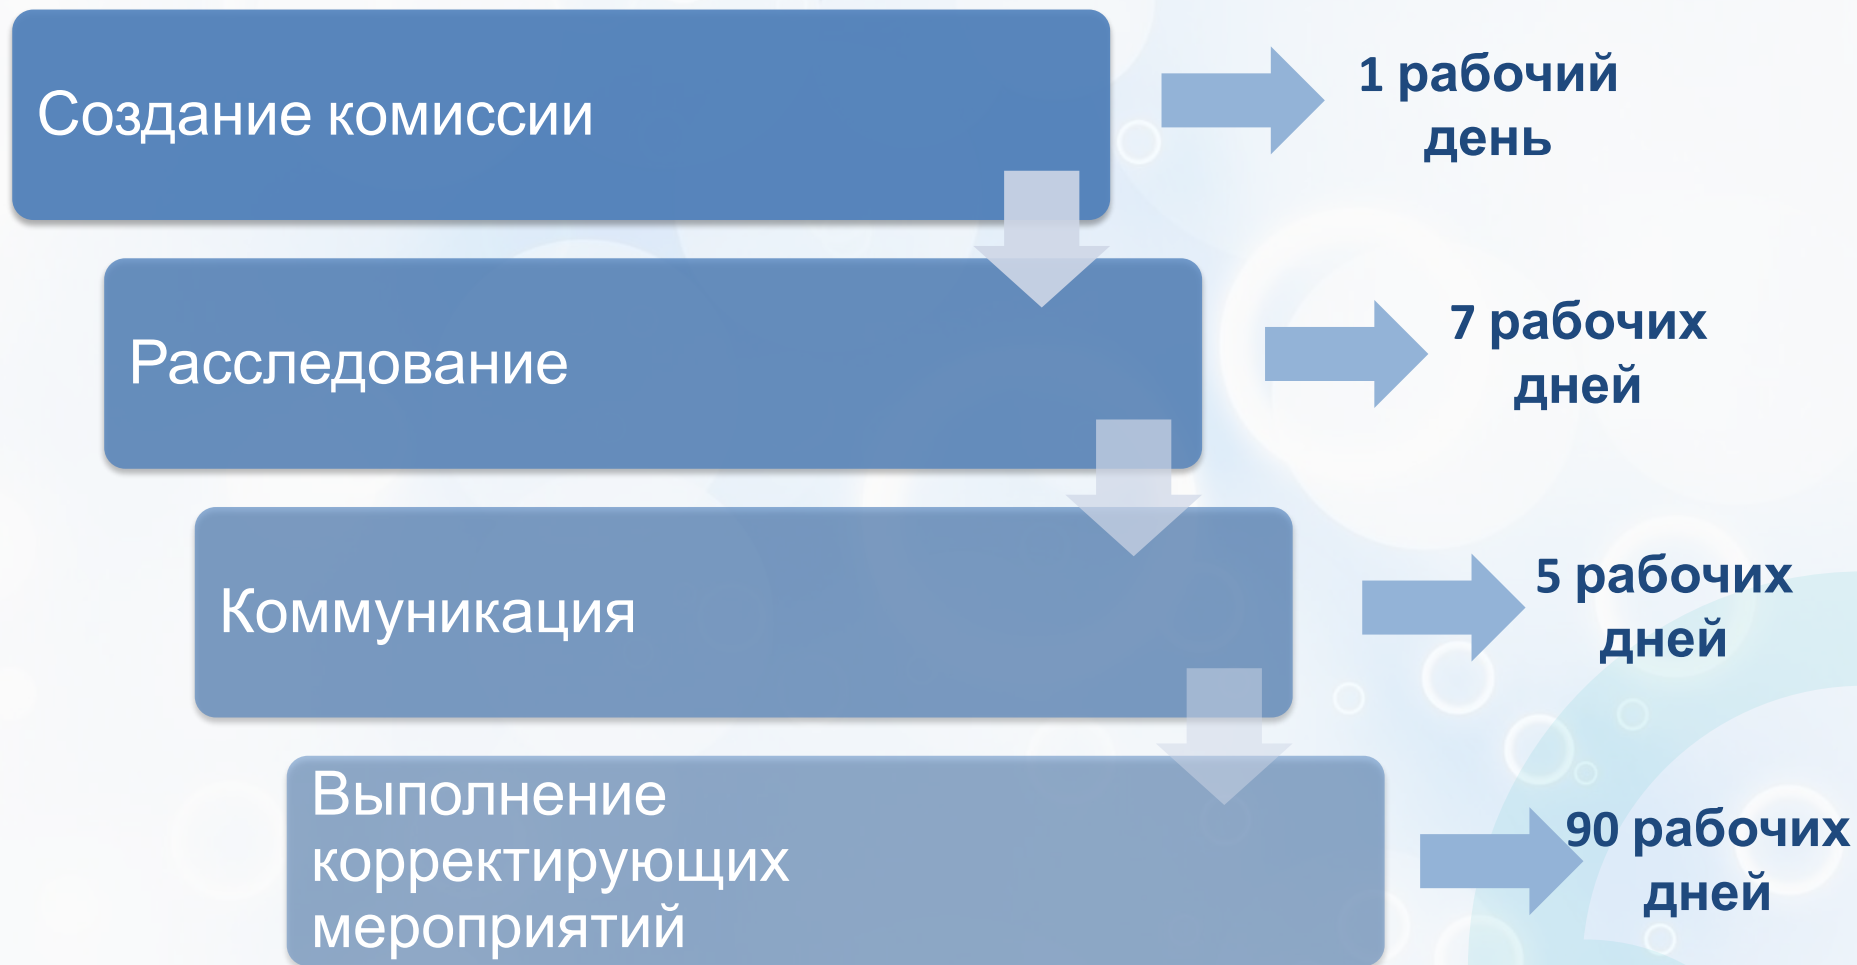 Создание комиссии
1 рабочий
день
Расследование
7 рабочих
дней
Коммуникация
5 рабочих
дней
Выполнение
корректирующих
мероприятий
90 рабочих
дней